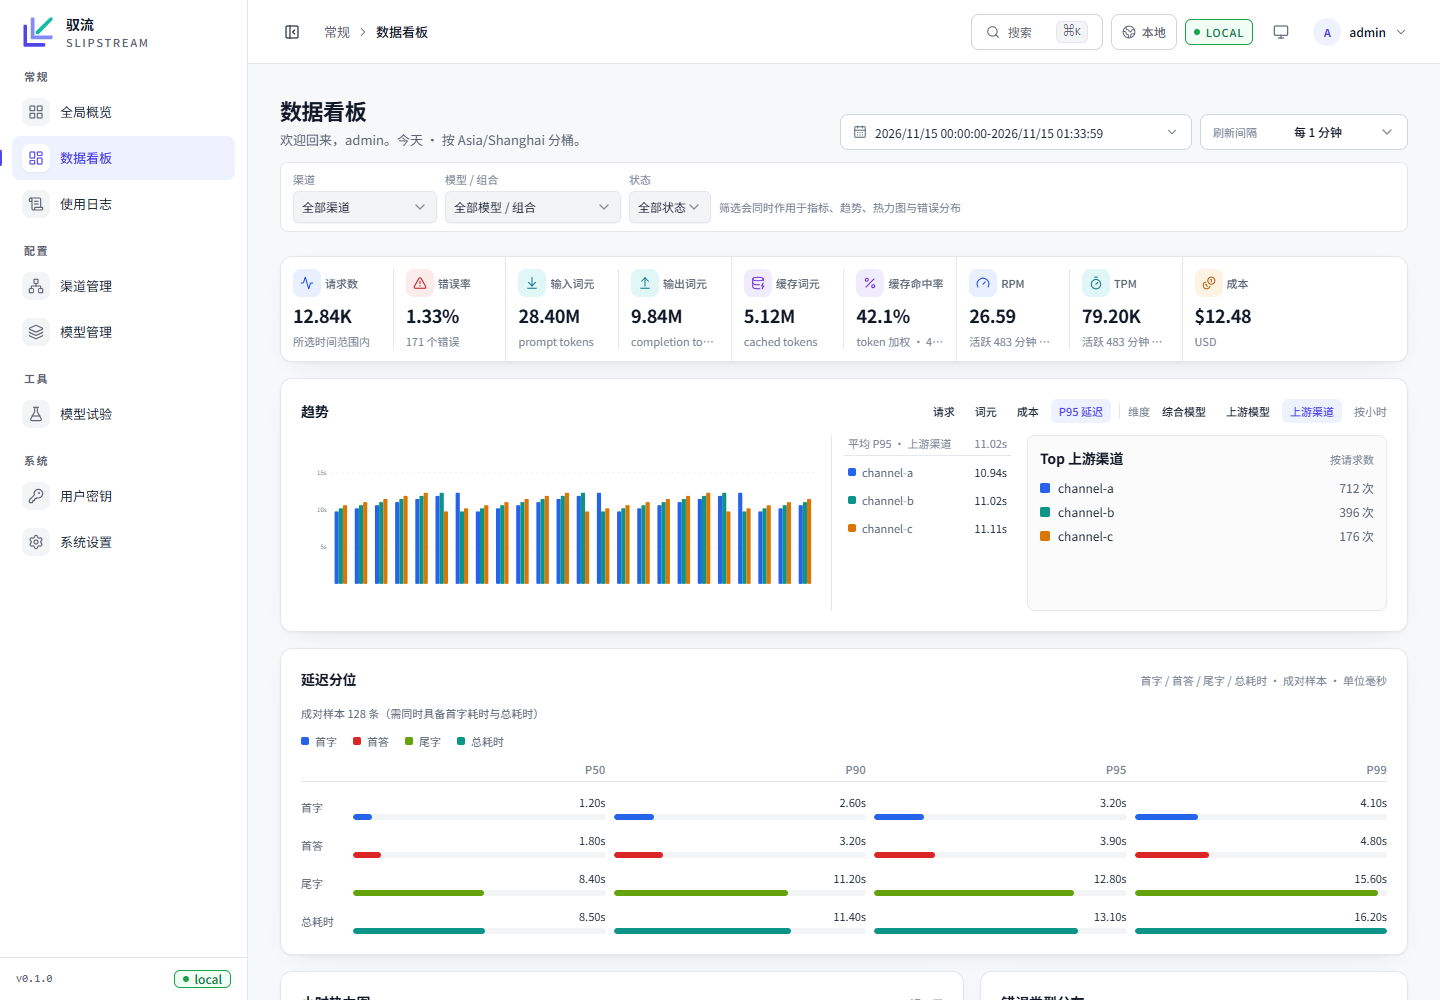 驭流
SLIPSTREAM
常规
全局概览
数据看板
使用日志
配置
渠道管理
模型管理
工具
模型试验
系统
用户密钥
系统设置
v0.1.0
local
常规 > 数据看板
搜索 ⌘K
本地
LOCAL
A admin
数据看板
欢迎回来，admin。今天 · 按 Asia/Shanghai 分桶。
2026/11/15 00:00:00-2026/11/15 01:33:59
刷新间隔 每 1 分钟
渠道 模型 / 组合 状态
全部渠道 全部模型 / 组合 全部状态 筛选会同时作用于指标、趋势、热力图与错误分布
请求数 错误率 输入词元 输出词元 缓存词元 缓存命中率 RPM TPM 成本
12.84K 1.33% 28.40M 9.84M 5.12M 42.1% 26.59 79.20K $12.48
所选时间范围内 171 个错误 prompt tokens completion to… cached tokens token 加权 · 4… 活跃 483 分钟 … 活跃 483 分钟 … USD
趋势
请求 词元 成本 P95 延迟 维度 综合模型 上游模型 上游渠道 按小时
15s
10s
5s
平均 P95 · 上游渠道 11.02s
channel-a 10.94s
channel-b 11.02s
channel-c 11.11s
Top 上游渠道 按请求数
channel-a 712 次
channel-b 396 次
channel-c 176 次
延迟分位
首字 / 首答 / 尾字 / 总耗时 · 成对样本 · 单位毫秒
成对样本 128 条（需同时具备首字耗时与总耗时）
首字 首答 尾字 总耗时
P50 P90 P95 P99
首字 1.20s 2.60s 3.20s 4.10s
首答 1.80s 3.20s 3.90s 4.80s
尾字 8.40s 11.20s 12.80s 15.60s
总耗时 8.50s 11.40s 13.10s 16.20s